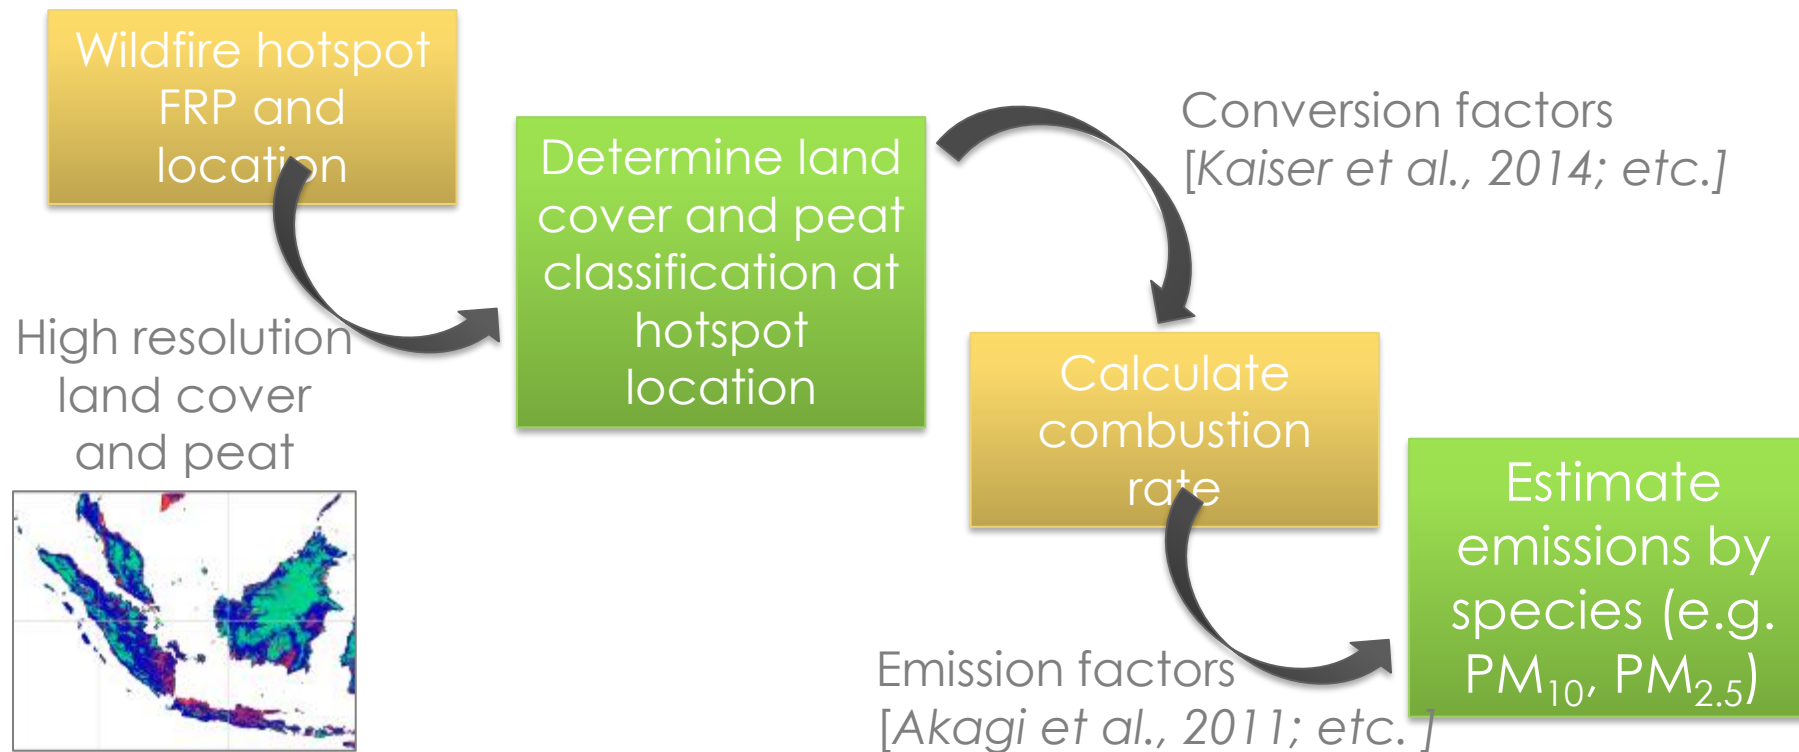 Wildfire hotspot
FRP and
location
Determine land
cover and peat
classification at
hotspot
location
Conversion factors
[Kaiser et al., 2014; etc.]
High resolution
land cover
and peat
Calculate
combustion
rate
Emission factors
[Akagi et al., 2011; etc. ]
Estimate
emissions by
species (e.g.
PM₁₀, PM₂.₅)